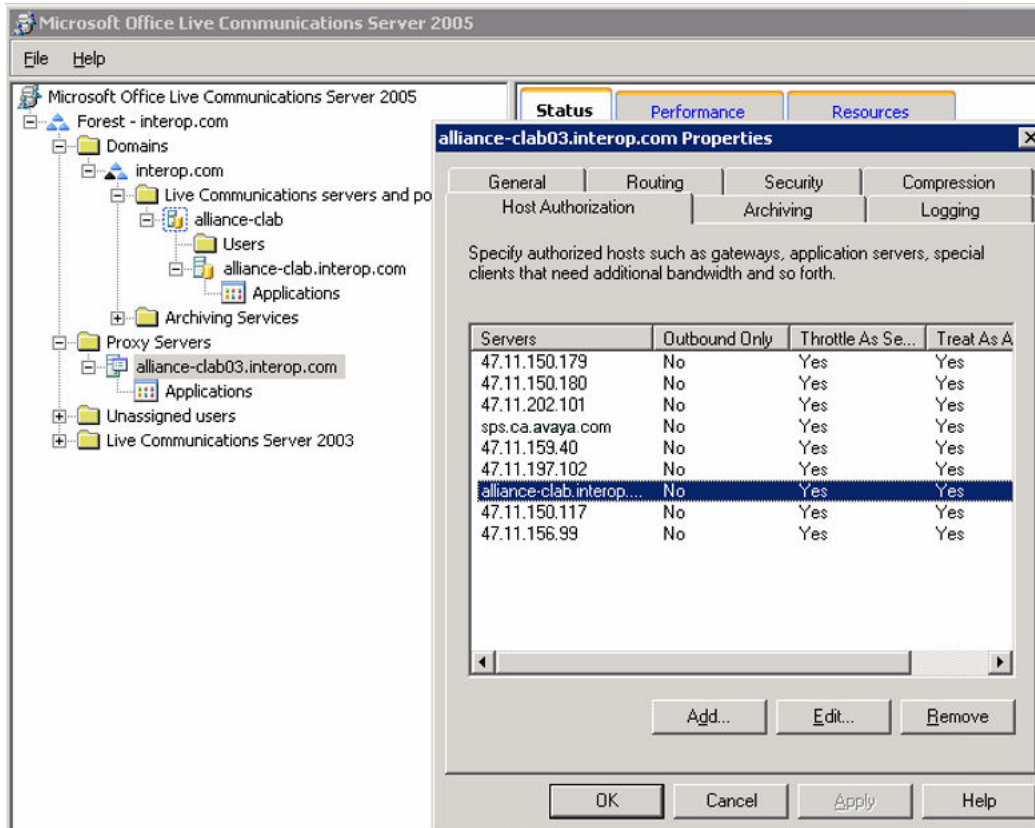 Microsoft Office Live Communications Server 2005
File Help
Microsoft Office Live Communications Server 2005
Forest - interop.com
Domains
interop.com
Live Communications servers and po
alliance-clab
Users
alliance-clab.interop.com
Applications
Archiving Services
Proxy Servers
alliance-clab03.interop.com
Applications
Unassigned users
Live Communications Server 2003
Status Performance Resources
alliance-clab03.interop.com Properties
General Routing Security Compression
Host Authorization Archiving Logging
Specify authorized hosts such as gateways, application servers, special
clients that need additional bandwidth and so forth.
Servers Outbound Only Throttle As Se... Treat As A
47.11.150.179 No Yes Yes
47.11.150.180 No Yes Yes
47.11.202.101 No Yes Yes
sps.ca.avaya.com No Yes Yes
47.11.159.40 No Yes Yes
47.11.197.102 No Yes Yes
alliance-clab.interop.... No Yes Yes
47.11.150.117 No Yes Yes
47.11.156.99 No Yes Yes
Add... Edit... Remove
OK Cancel Apply Help